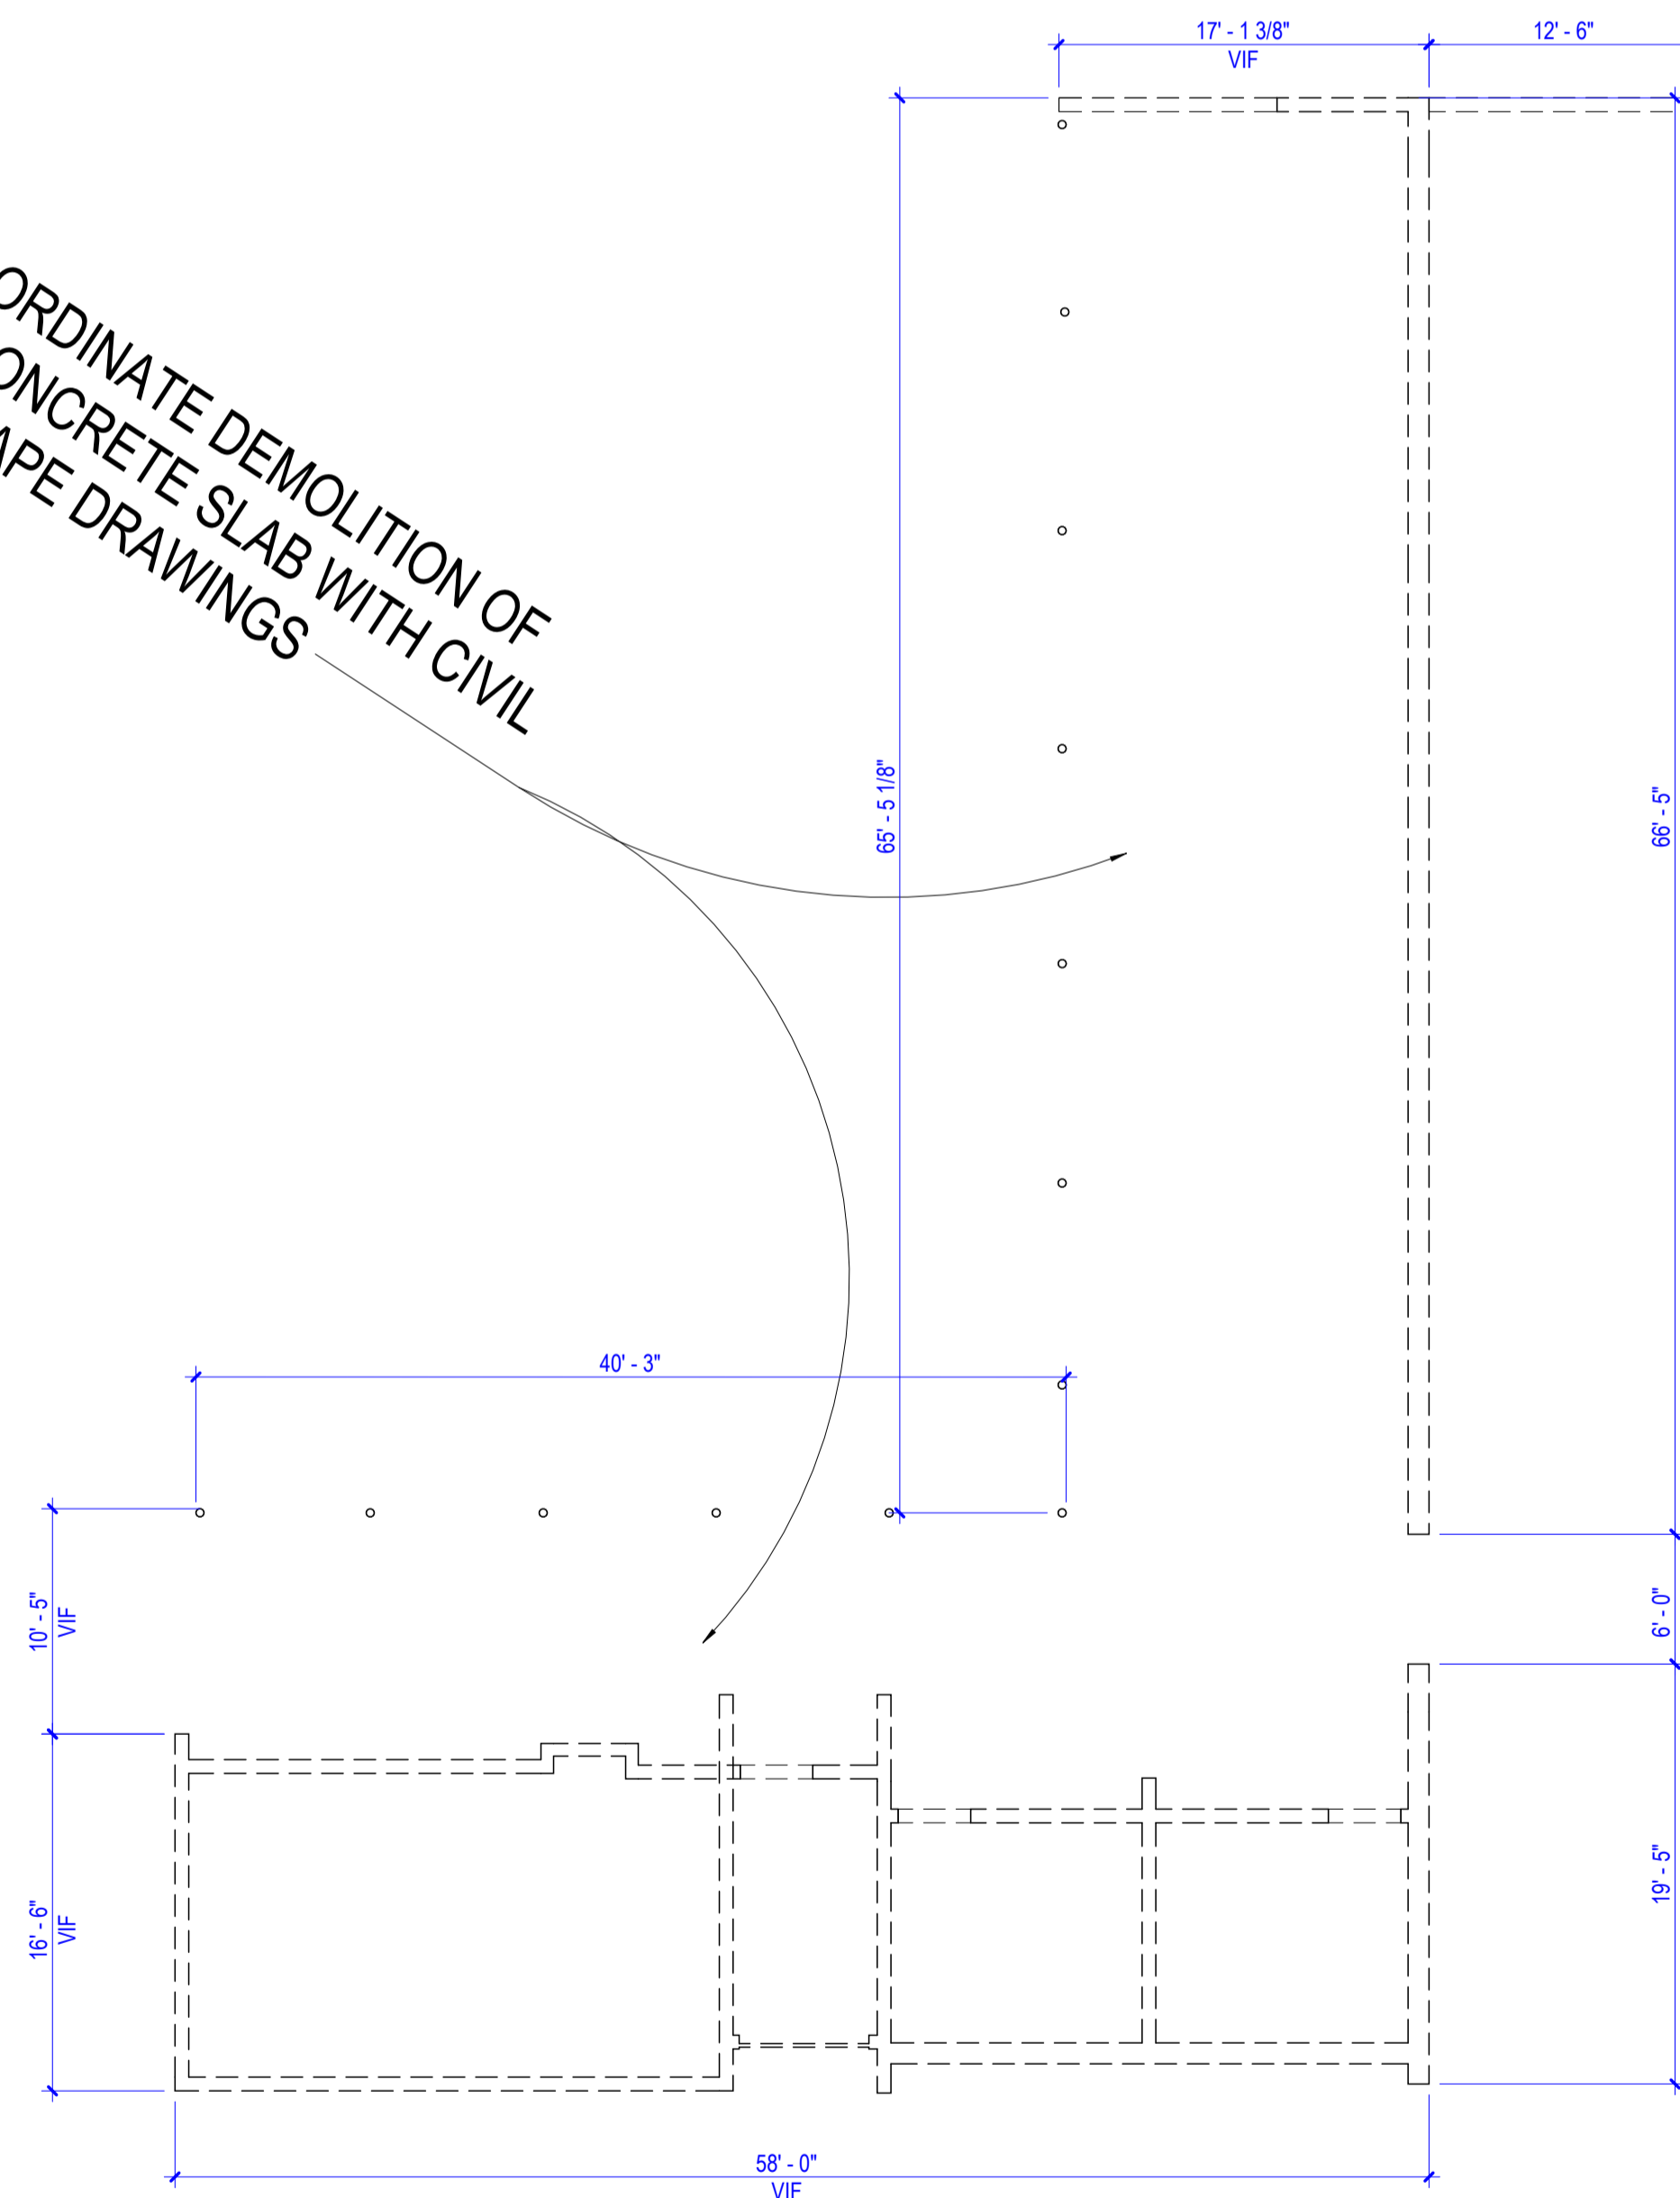 17' - 1 3/8"
VIF
12' - 6"
ORDINATE DEMOLITION OF
ONCRETE SLAB WITH CIVIL
APE DRAWINGS
65' - 5 1/8"
66' - 5"
40' - 3"
10' - 5"
VIF
6' - 0"
16' - 6"
VIF
19' - 5"
58' - 0"
VIF